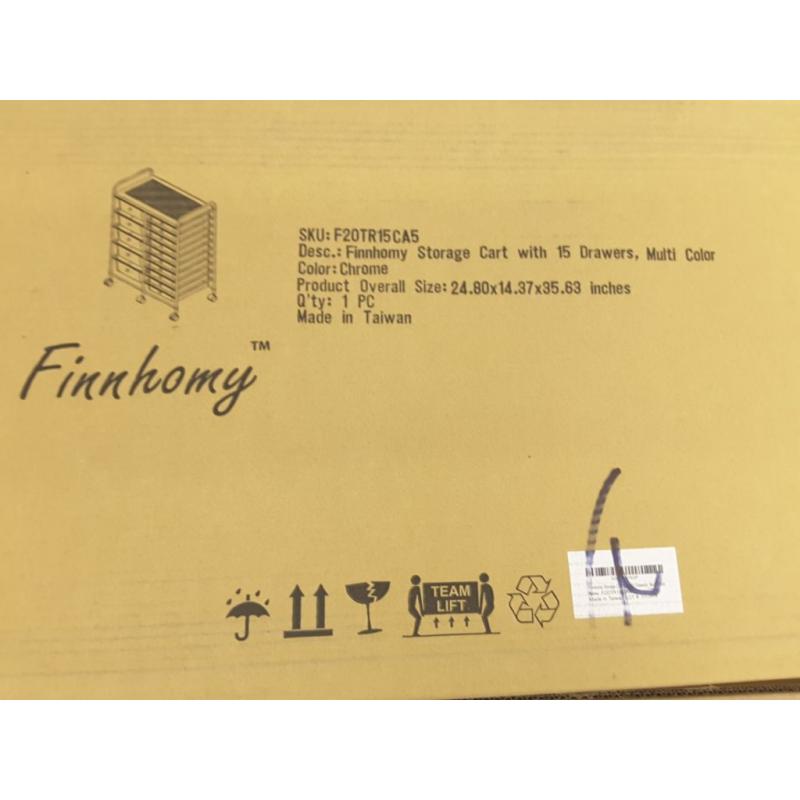 SKU:F20TR15CA5
Desc.:Finnhomy Storage Cart with 15 Drawers, Multi Color
Color:Chrome
Product Overall Size:24.80x14.37x35.63 inches
Q'ty: 1 PC
Made in Taiwan
Finnhomy™
TEAM
LIFT